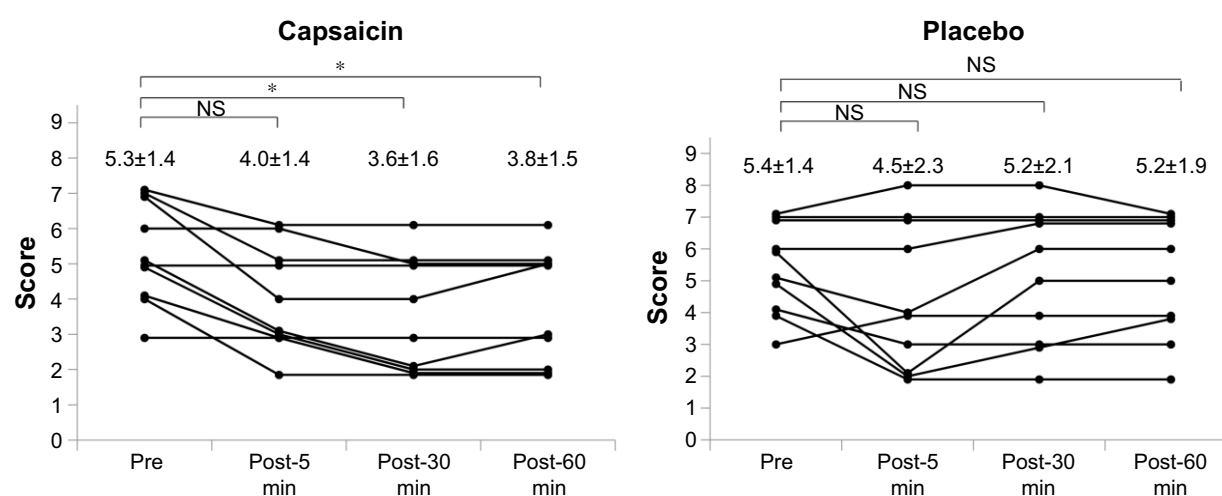 Capsaicin
*
*
NS
Score
9
8
7
6
5
4
3
2
1
0
5.3±1.4 4.0±1.4 3.6±1.6 3.8±1.5
Pre Post-5 Post-30 Post-60
min min min
Placebo
NS
NS
NS
Score
9
8
7
6
5
4
3
2
1
0
5.4±1.4 4.5±2.3 5.2±2.1 5.2±1.9
Pre Post-5 Post-30 Post-60
min min min